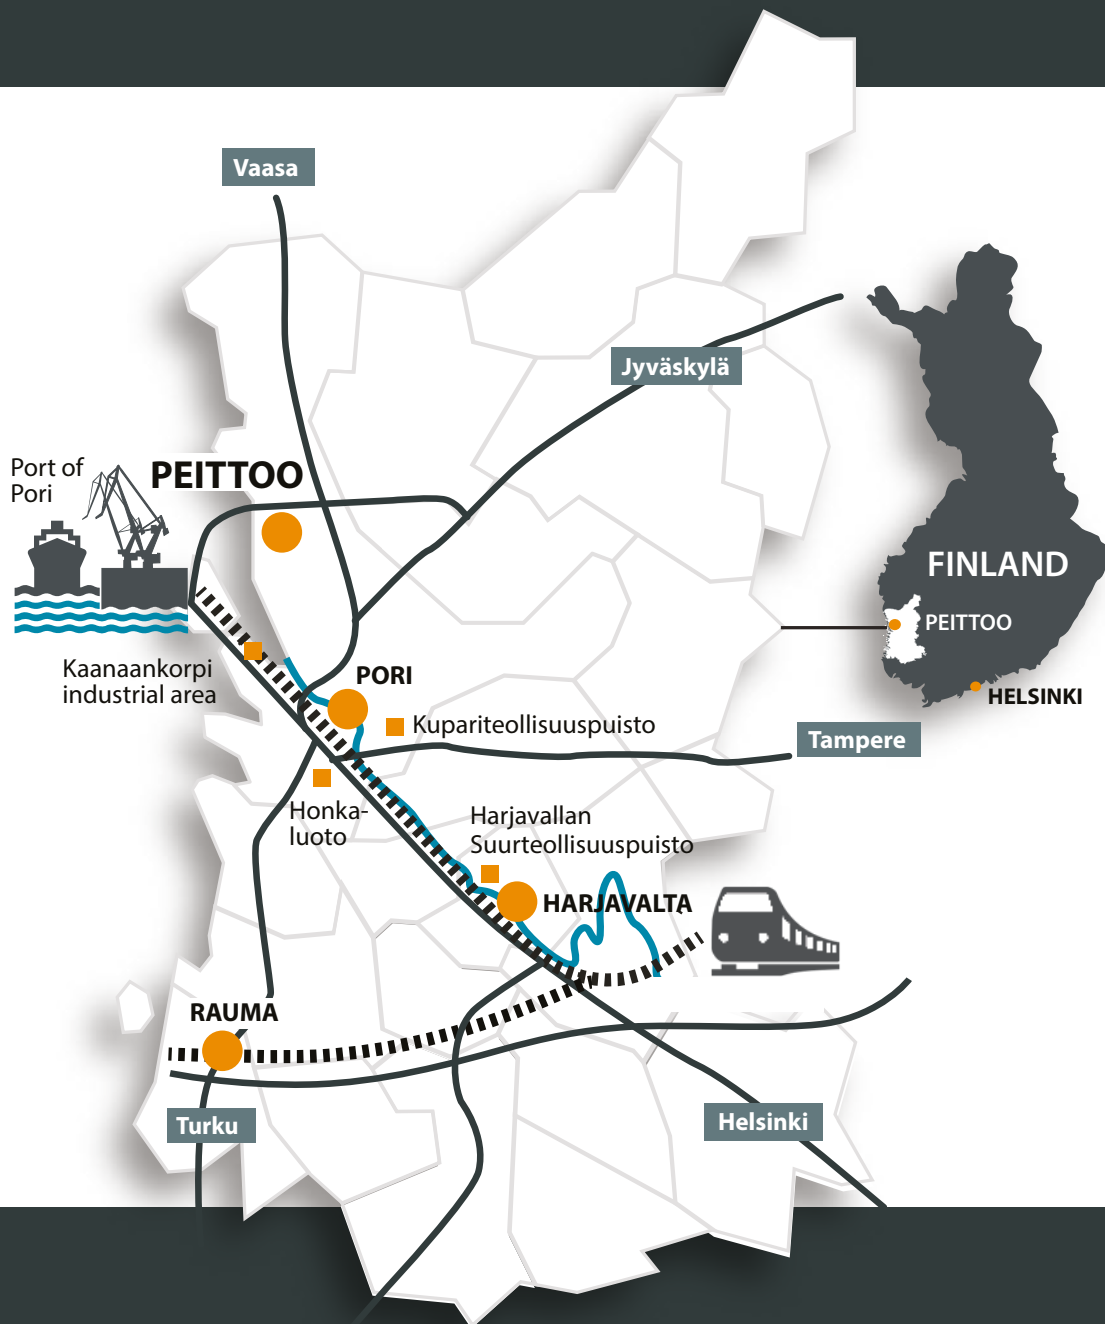 Vaasa
Jyväskylä
Port of
Pori
PEITTOO
FINLAND
PEITTOO
HELSINKI
Kaanaankorpi
industrial area
PORI
Kupariteollisuuspuisto
Tampere
Honka-
luoto
Harjavallan
Suurteollisuuspuisto
HARJAVALTA
RAUMA
Turku
Helsinki